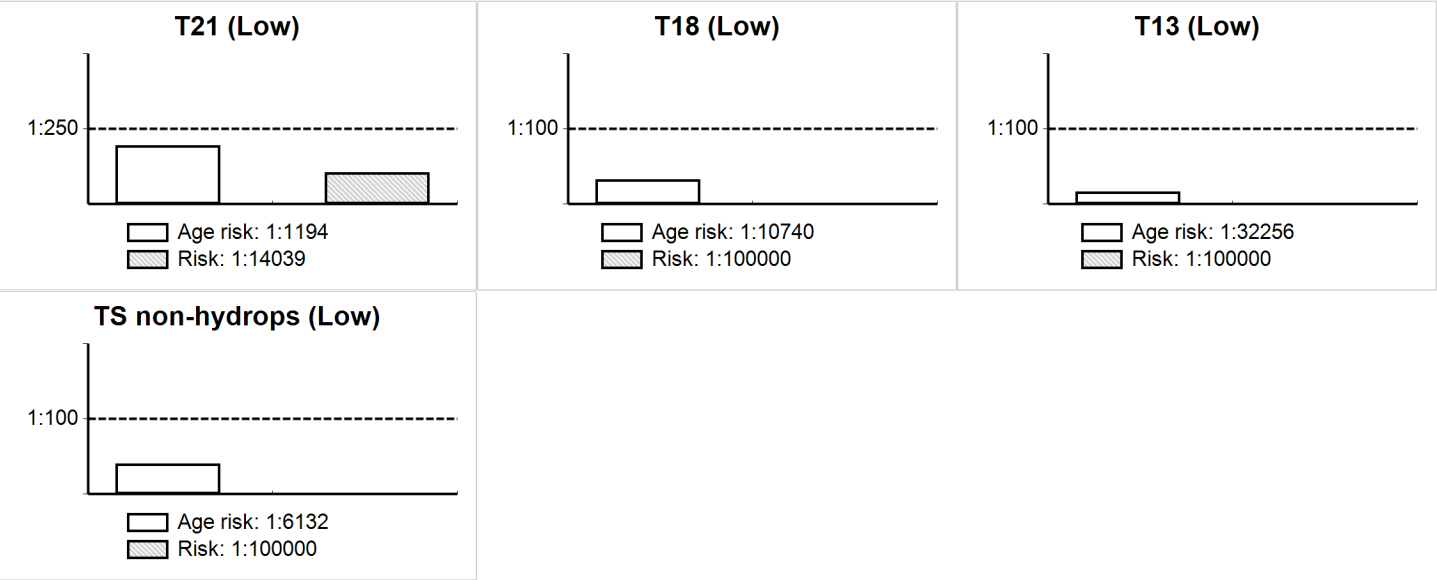 T21 (Low)
1:250
Age risk: 1:1194
Risk: 1:14039
T18 (Low)
1:100
Age risk: 1:10740
Risk: 1:100000
T13 (Low)
1:100
Age risk: 1:32256
Risk: 1:100000
TS non-hydrops (Low)
1:100
Age risk: 1:6132
Risk: 1:100000